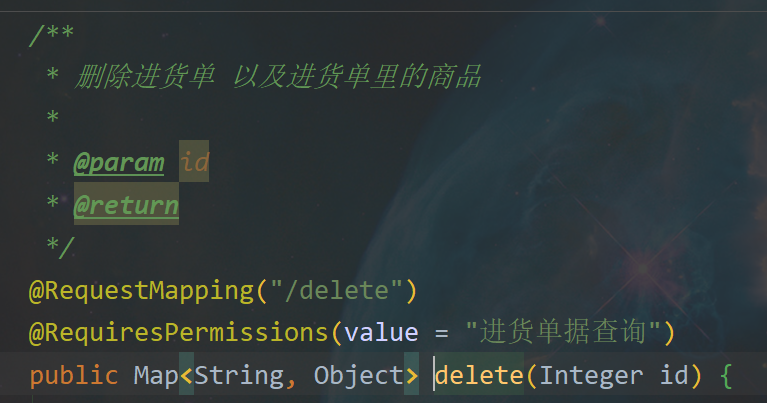 /**
* 删除进货单 以及进货单里的商品
*
* @param id
* @return
*/
@RequestMapping("/delete")
@RequiresPermissions(value = "进货单据查询")
public Map<String, Object> delete(Integer id) {